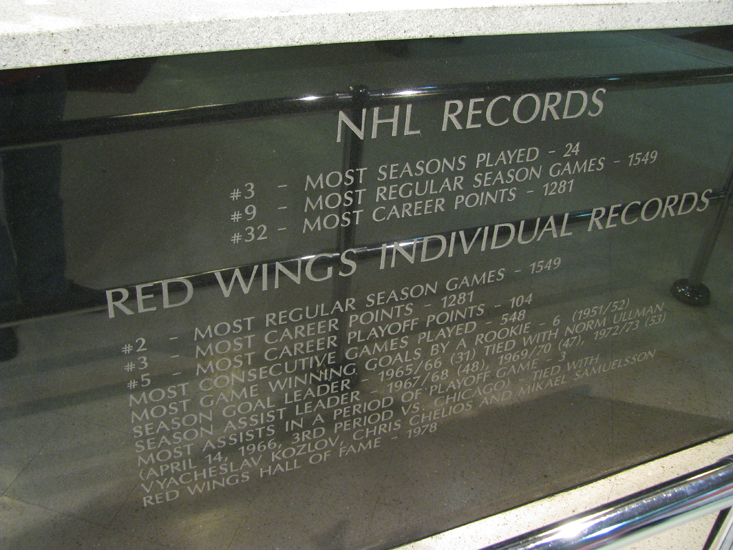 NHL RECORDS
#3 - MOST SEASONS PLAYED - 24
#9 - MOST REGULAR SEASON GAMES - 1549
#32 - MOST CAREER POINTS - 1281
RED WINGS INDIVIDUAL RECORDS
#2 - MOST REGULAR SEASON GAMES - 1549
#3 - MOST CAREER POINTS - 1281
#5 - MOST CAREER PLAYOFF POINTS - 104
MOST CONSECUTIVE GAMES PLAYED - 548
MOST GAME WINNING GOALS BY A ROOKIE - 6 (1951/52)
SEASON GOAL LEADER - 1965/66 (31) TIED WITH NORM ULLMAN
SEASON ASSIST LEADER - 1967/68 (48), 1969/70 (47), 1972/73 (53)
MOST ASSISTS IN A PERIOD OF PLAYOFF GAME - 3
(APRIL 14, 1966, 3RD PERIOD VS. CHICAGO) - TIED WITH
VYACHESLAV KOZLOV, CHRIS CHELIOS AND MIKAEL SAMUELSSON
RED WINGS HALL OF FAME - 1978